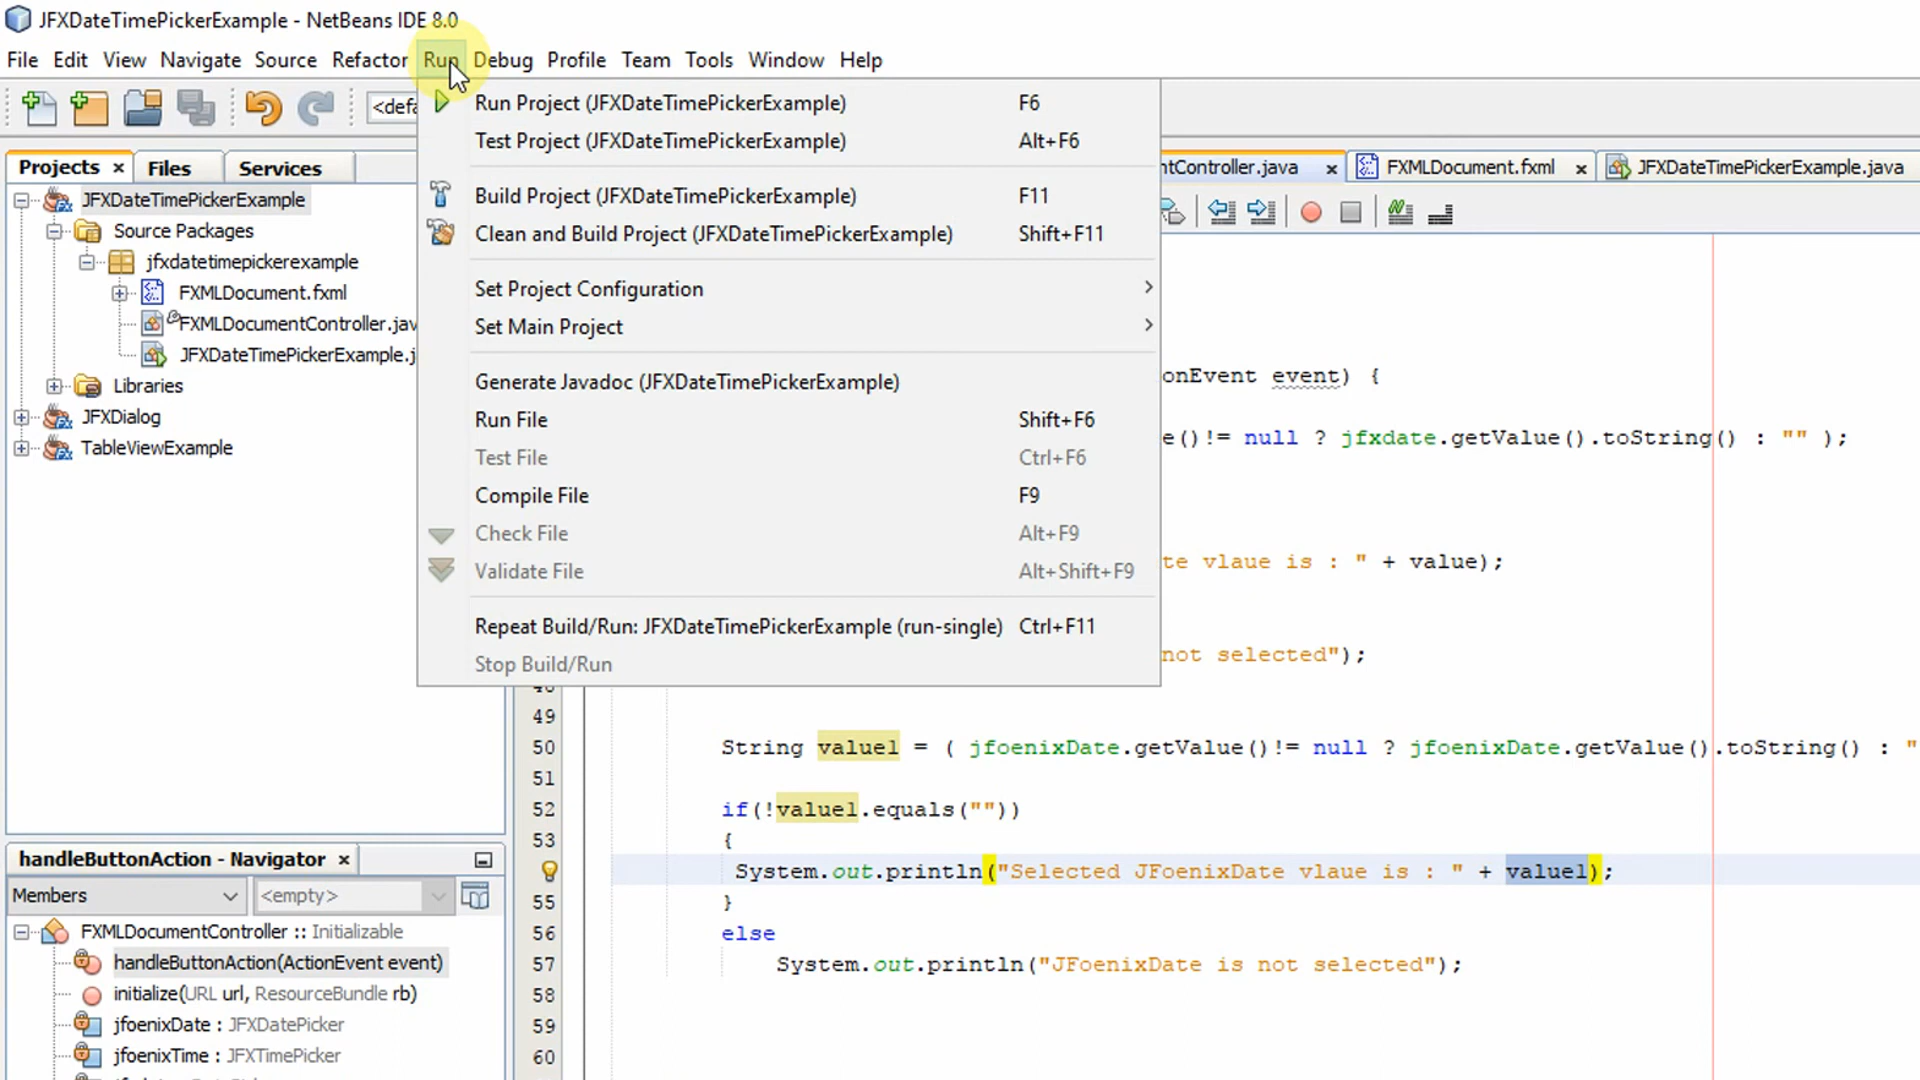 JFXDateTimePickerExample - NetBeans IDE 8.0
File Edit View Navigate Source Refactor Run Debug Profile Team Tools Window Help
Run Project (JFXDateTimePickerExample) F6
Test Project (JFXDateTimePickerExample) Alt+F6
Build Project (JFXDateTimePickerExample) F11
Clean and Build Project (JFXDateTimePickerExample) Shift+F11
Set Project Configuration
Set Main Project
Generate Javadoc (JFXDateTimePickerExample)
Run File Shift+F6
Test File Ctrl+F6
Compile File F9
Check File Alt+F9
Validate File Alt+Shift+F9
Repeat Build/Run: JFXDateTimePickerExample (run-single) Ctrl+F11
Stop Build/Run
<defa
Projects Files Services
JFXDateTimePickerExample
Source Packages
jfxdatetimepickerexample
FXMLDocument.fxml
FXMLDocumentController.jav
JFXDateTimePickerExample.j
Libraries
JFXDialog
TableViewExample
ntController.java FXMLDocument.fxml JFXDateTimePickerExample.java
onEvent event) {
e()!= null ? jfxdate.getValue().toString() : "" );
te vlaue is : " + value);
not selected");
49
50 String value1 = ( jfoenixDate.getValue()!= null ? jfoenixDate.getValue().toString() : "
51
52 if(!value1.equals(""))
53 {
System.out.println("Selected JFoenixDate vlaue is : " + value1);
55 }
56 else
57 System.out.println("JFoenixDate is not selected");
58
59
60
handleButtonAction - Navigator
Members <empty>
FXMLDocumentController :: Initializable
handleButtonAction(ActionEvent event)
initialize(URL url, ResourceBundle rb)
jfoenixDate : JFXDatePicker
jfoenixTime : JFXTimePicker